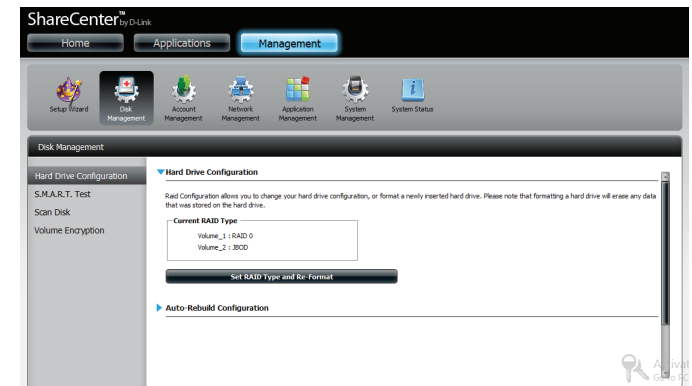 ShareCenter™ by D-Link
Home Applications Management
Setup Wizard Disk Management Account Management Network Management Application Management System Management System Status
Disk Management
Hard Drive Configuration
S.M.A.R.T. Test
Scan Disk
Volume Encryption
Hard Drive Configuration
Raid Configuration allows you to change your hard drive configuration, or format a newly inserted hard drive. Please note that formatting a hard drive will erase any data
that was stored on the hard drive.
Current RAID Type
Volume_1 : RAID 0
Volume_2 : JBOD
Set RAID Type and Re-Format
Auto-Rebuild Configuration
Go to PC